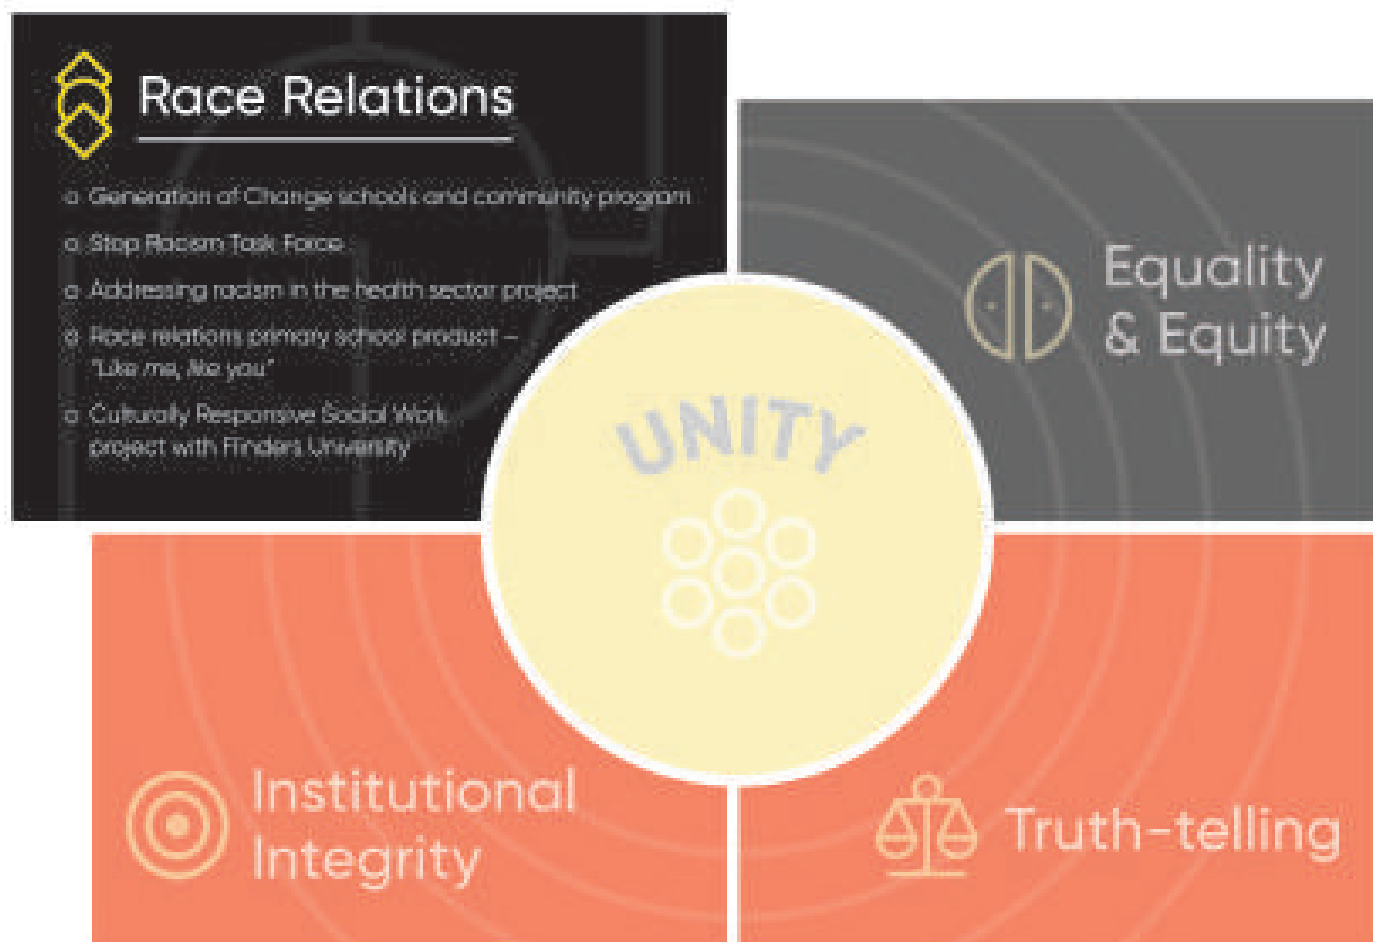 Race Relations
o Generation of Change schools and community program
o Stop Racism Task Force
o Addressing racism in the health sector project
o Race relations primary school product –
"Like me, like you"
o Culturally Responsive Social Work
project with Flinders University
Equality
& Equity
UNITY
Institutional
Integrity
Truth-telling